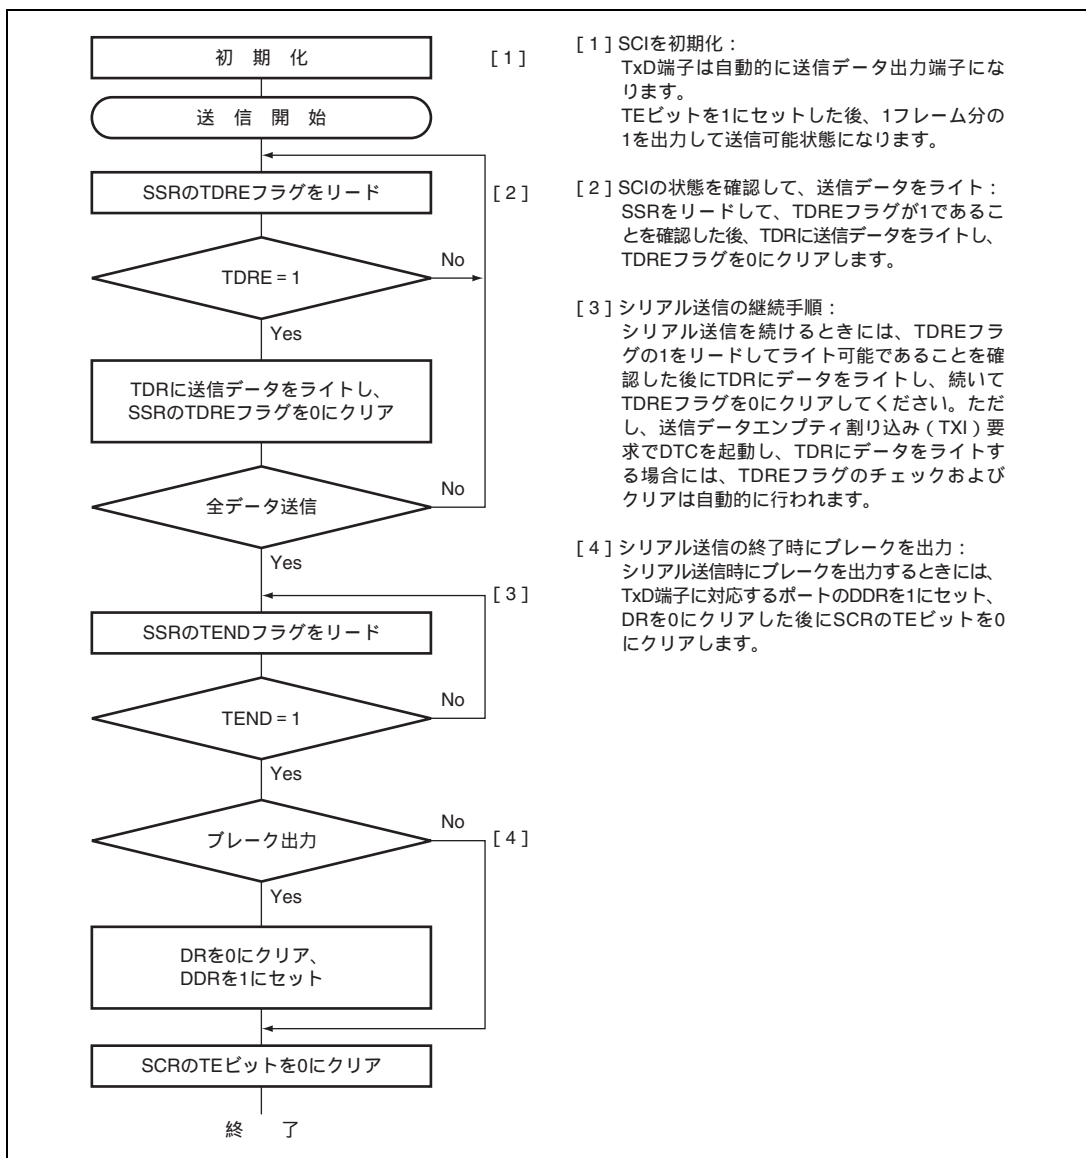 初 期 化
[ 1 ]
送 信 開 始
SSRのTDREフラグをリード
[ 2 ]
TDRE = 1
No
Yes
TDRに送信データをライトし、
SSRのTDREフラグを0にクリア
全データ送信
No
Yes
[ 3 ]
SSRのTENDフラグをリード
TEND = 1
No
Yes
ブレーク出力
No
[ 4 ]
Yes
DRを0にクリア、
DDRを1にセット
SCRのTEビットを0にクリア
終 了
[ 1 ] SCIを初期化：
TxD端子は自動的に送信データ出力端子にな
ります。
TEビットを1にセットした後、1フレーム分の
1を出力して送信可能状態になります。
[ 2 ] SCIの状態を確認して、送信データをライト：
SSRをリードして、TDREフラグが1であるこ
とを確認した後、TDRに送信データをライトし、
TDREフラグを0にクリアします。
[ 3 ] シリアル送信の継続手順：
シリアル送信を続けるときには、TDREフラ
グの1をリードしてライト可能であることを確
認した後にTDRにデータをライトし、続いて
TDREフラグを0にクリアしてください。ただ
し、送信データエンプティ割り込み（TXI）要
求でDTCを起動し、TDRにデータをライトす
る場合には、TDREフラグのチェックおよび
クリアは自動的に行われます。
[ 4 ] シリアル送信の終了時にブレークを出力：
シリアル送信時にブレークを出力するときには、
TxD端子に対応するポートのDDRを1にセット、
DRを0にクリアした後にSCRのTEビットを0
にクリアします。